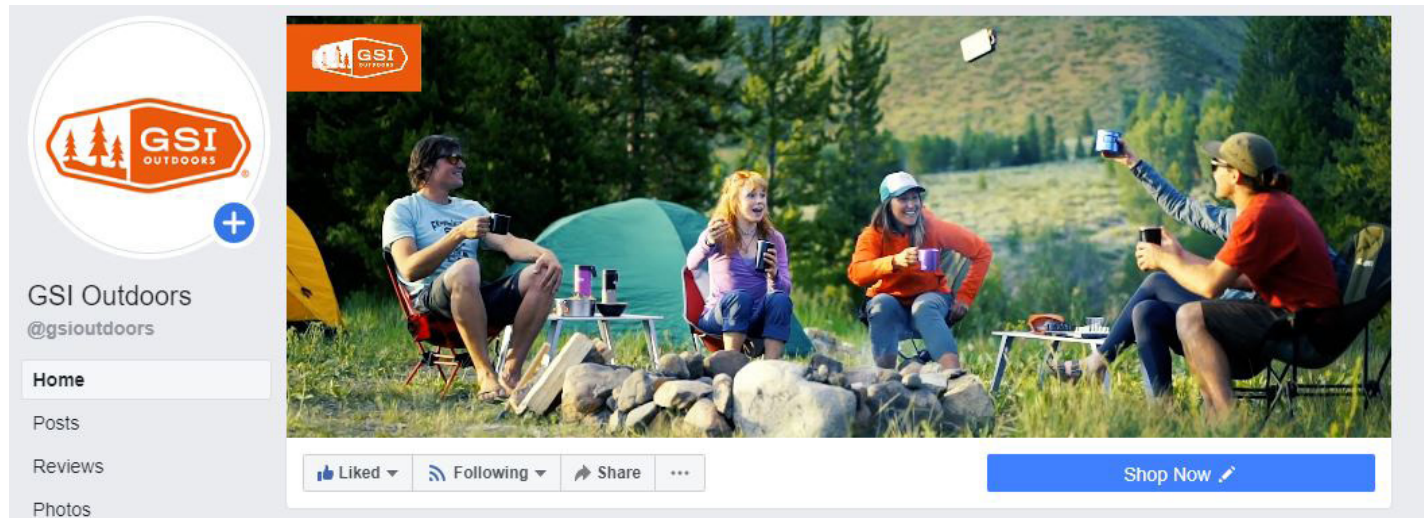 GSI
OUTDOORS
®
GSI Outdoors
@gsioutdoors
Home
Posts
Reviews
Photos
GSI
OUTDOORS
Liked
Following
Share
...
Shop Now